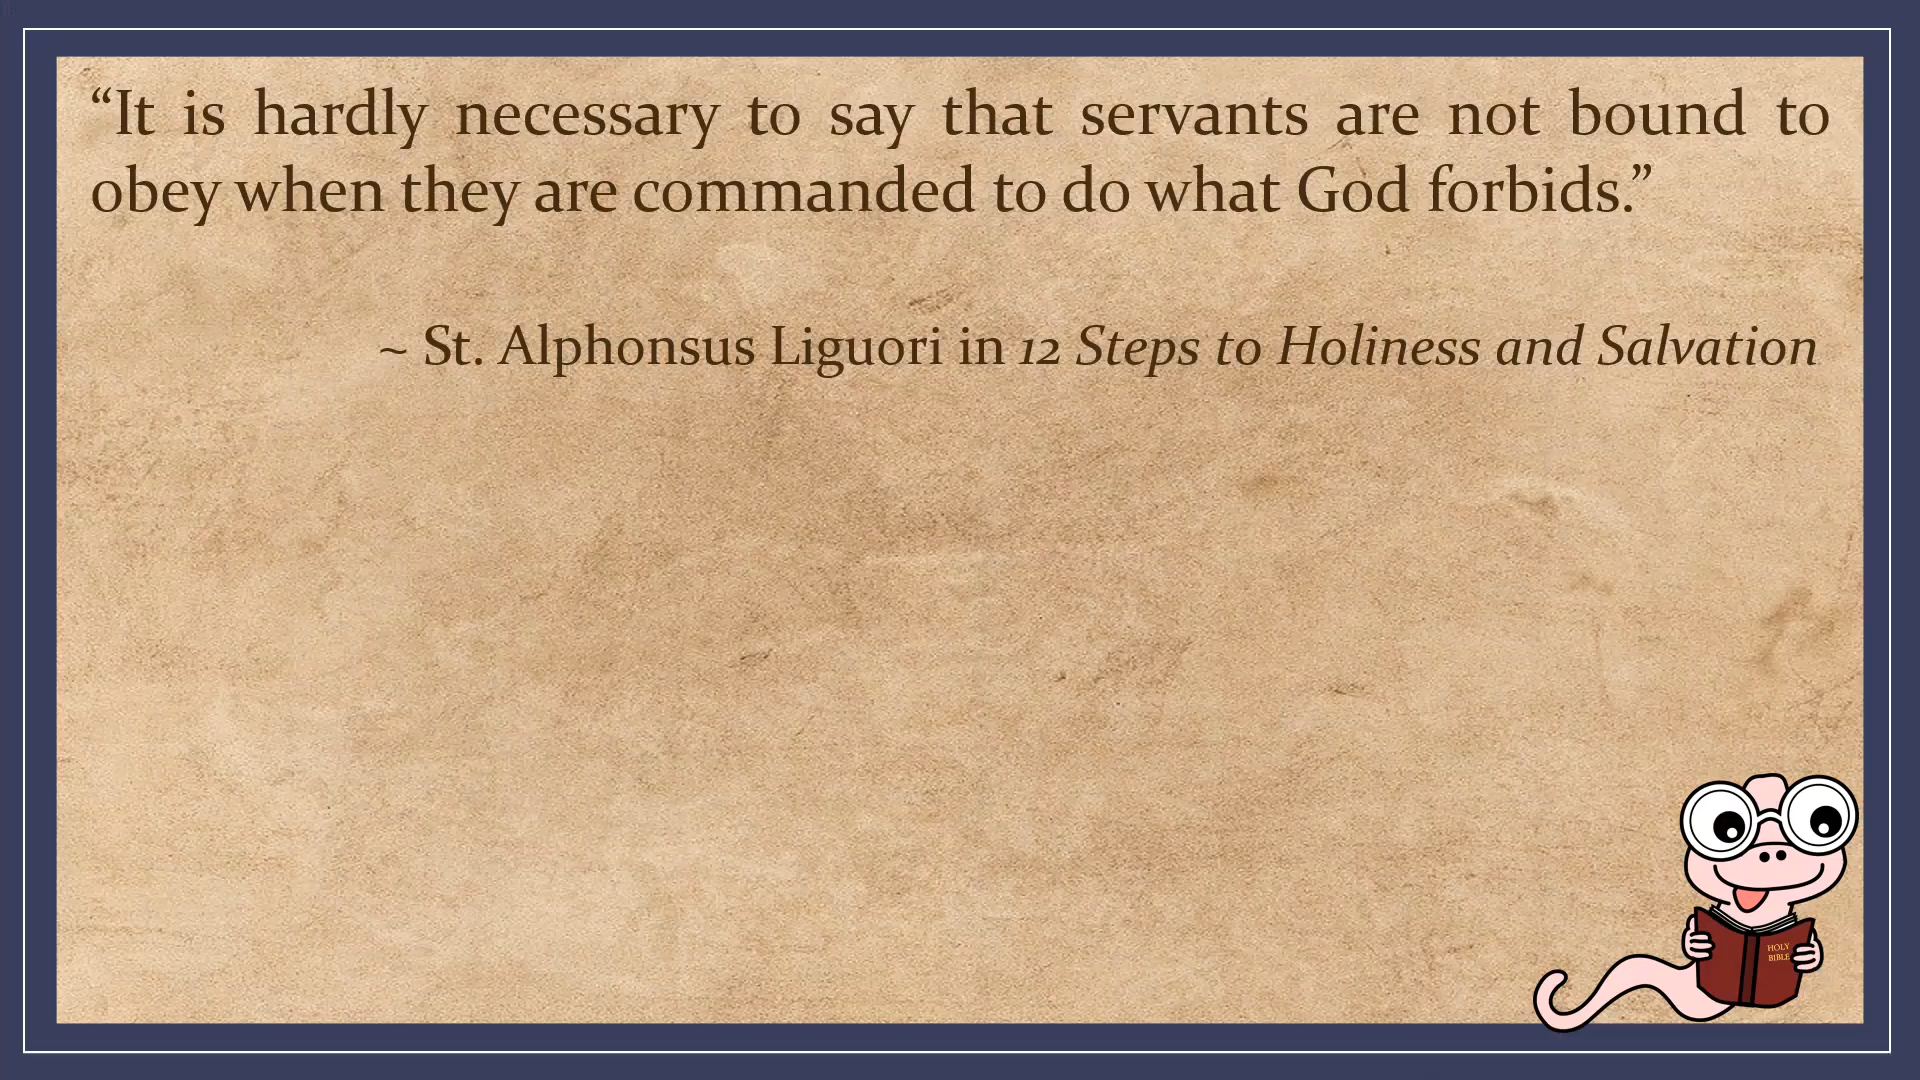 “It is hardly necessary to say that servants are not bound to
obey when they are commanded to do what God forbids.”
~ St. Alphonsus Liguori in 12 Steps to Holiness and Salvation
HOLY
BIBLE